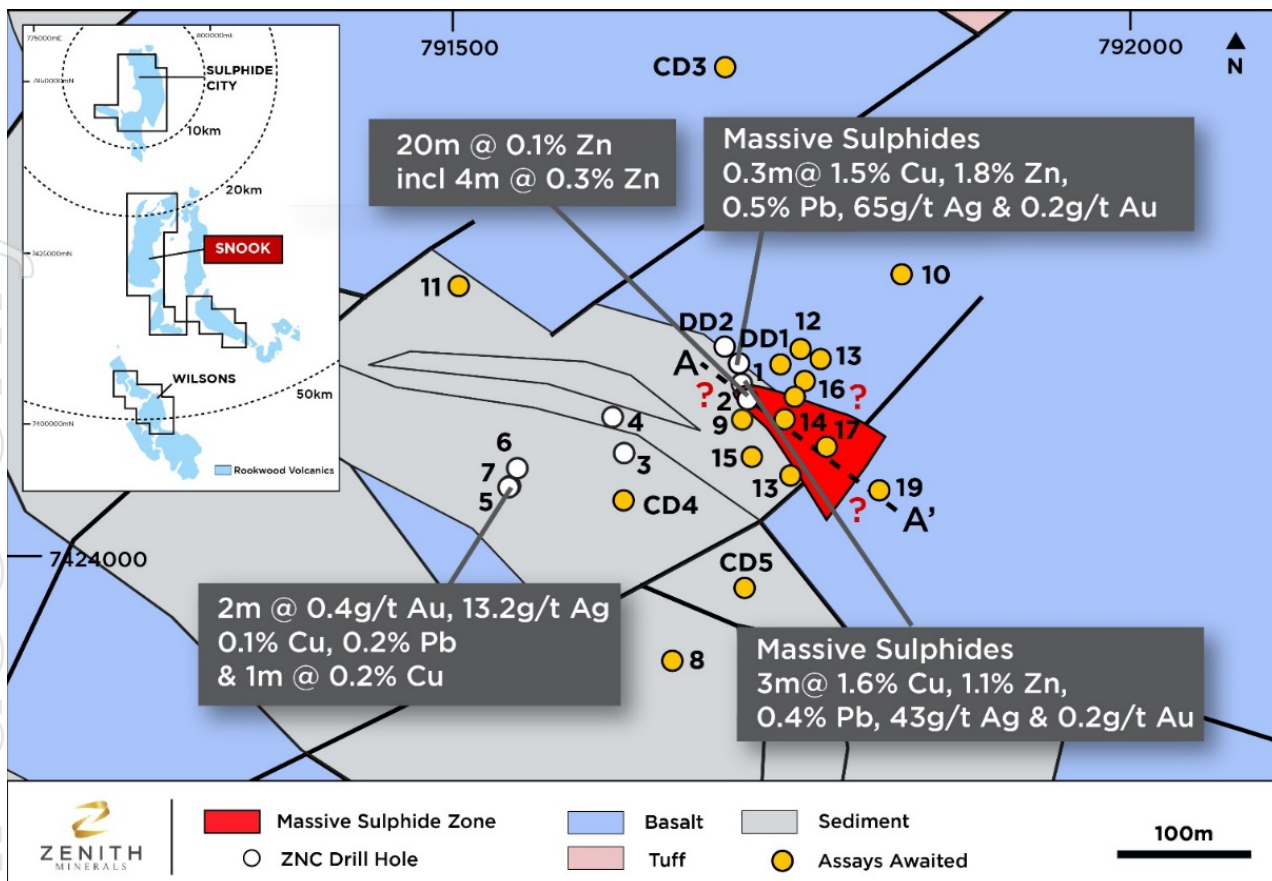 775000mE
800000mE
7450000mN
SULPHIDE
CITY
10km
20km
7425000mN
SNOOK
WILSONS
7400000mN
50km
Rookwood Volcanics
791500
792000
N
CD3
20m @ 0.1% Zn
incl 4m @ 0.3% Zn
Massive Sulphides
0.3m@ 1.5% Cu, 1.8% Zn,
0.5% Pb, 65g/t Ag & 0.2g/t Au
11
10
DD2
DD1
12
13
A
1
16
?
?
2
9
14
17
4
3
15
13
19
6
7
5
CD4
?
A'
7424000
CD5
8
2m @ 0.4g/t Au, 13.2g/t Ag
0.1% Cu, 0.2% Pb
& 1m @ 0.2% Cu
Massive Sulphides
3m@ 1.6% Cu, 1.1% Zn,
0.4% Pb, 43g/t Ag & 0.2g/t Au
ZENITH
MINERALS
Massive Sulphide Zone
Basalt
Sediment
ZNC Drill Hole
Tuff
Assays Awaited
100m